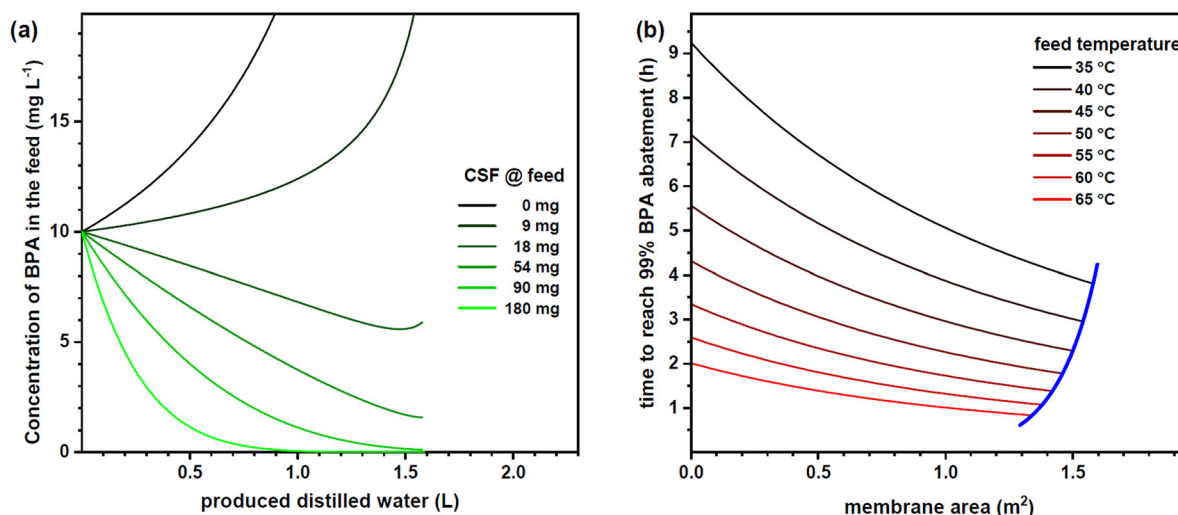 (a)
Concentration of BPA in the feed (mg L⁻¹)
15
10
5
0
0.5
1.0
1.5
2.0
produced distilled water (L)
CSF @ feed
0 mg
9 mg
18 mg
54 mg
90 mg
180 mg
(b)
time to reach 99% BPA abatement (h)
9
8
7
6
5
4
3
2
1
0.0
0.5
1.0
1.5
membrane area (m²)
feed temperature
35 °C
40 °C
45 °C
50 °C
55 °C
60 °C
65 °C